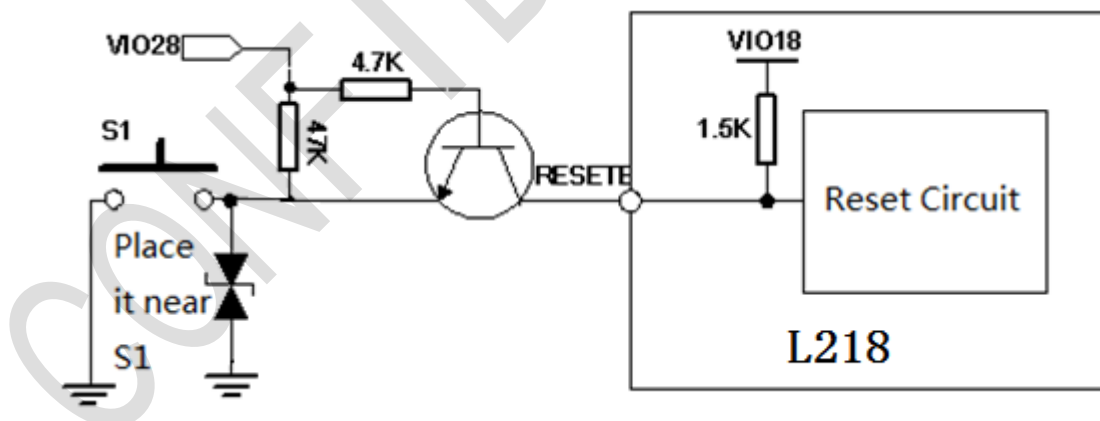 VIO28
4.7K
VIO18
S1
47K
1.5K
RESETB
Reset Circuit
Place
it near
S1
L218